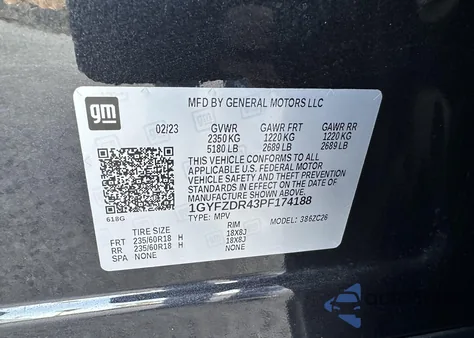 gm
MFD BY GENERAL MOTORS LLC
02/23 GVWR GAWR FRT GAWR RR
2350 KG 1220 KG 1220 KG
5180 LB 2689 LB 2689 LB
THIS VEHICLE CONFORMS TO ALL
APPLICABLE U.S. FEDERAL MOTOR
VEHICLE SAFETY, BUMPER, AND THEFT
PREVENTION STANDARDS IN EFFECT ON
THE DATE OF MANUFACTURE SHOWN ABOVE.
1GYFZDR43PF174188
618G TYPE: MPV MODEL: 386ZC26
TIRE SIZE RIM
FRT 235/60R18 H 18X8J
RR 235/60R18 H 18X8J
SPA NONE NONE